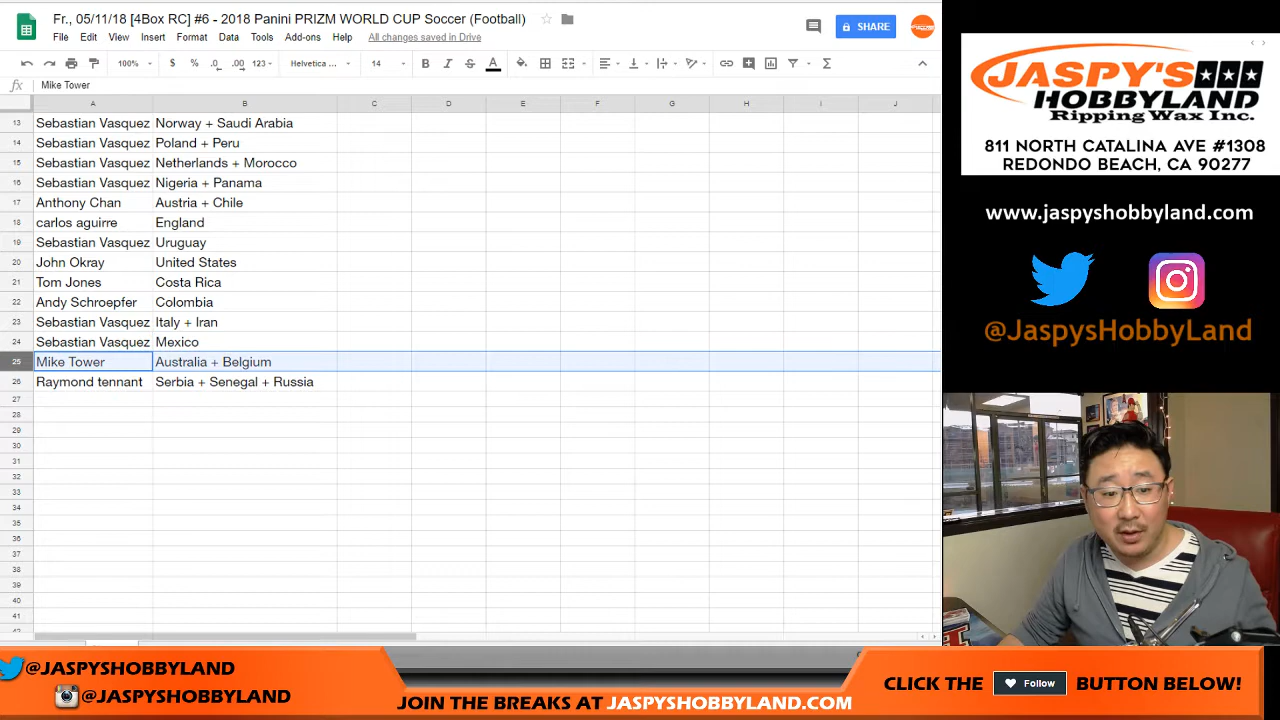 Fr., 05/11/18 [4Box RC] #6 - 2018 Panini PRIZM WORLD CUP Soccer (Football)
File Edit View Insert Format Data Tools Add-ons Help All changes saved in Drive
SHARE
100% $ % .0 .00 123 Helvetica ... 14 B I S A
fx Mike Tower
A B C D E F G H I J
13 Sebastian Vasquez Norway + Saudi Arabia
14 Sebastian Vasquez Poland + Peru
15 Sebastian Vasquez Netherlands + Morocco
16 Sebastian Vasquez Nigeria + Panama
17 Anthony Chan Austria + Chile
18 carlos aguirre England
19 Sebastian Vasquez Uruguay
20 John Okray United States
21 Tom Jones Costa Rica
22 Andy Schroepfer Colombia
23 Sebastian Vasquez Italy + Iran
24 Sebastian Vasquez Mexico
25 Mike Tower Australia + Belgium
26 Raymond tennant Serbia + Senegal + Russia
27
28
29
30
31
32
33
34
35
36
37
38
39
40
41
JASPY'S
HOBBYLAND
Ripping Wax Inc.
811 NORTH CATALINA AVE #1308
REDONDO BEACH, CA 90277
www.jaspyshobbyland.com
@JaspysHobbyLand
@JASPYSHOBBYLAND
@JASPYSHOBBYLAND
JOIN THE BREAKS AT JASPYSHOBBYLAND.COM
CLICK THE Follow BUTTON BELOW!